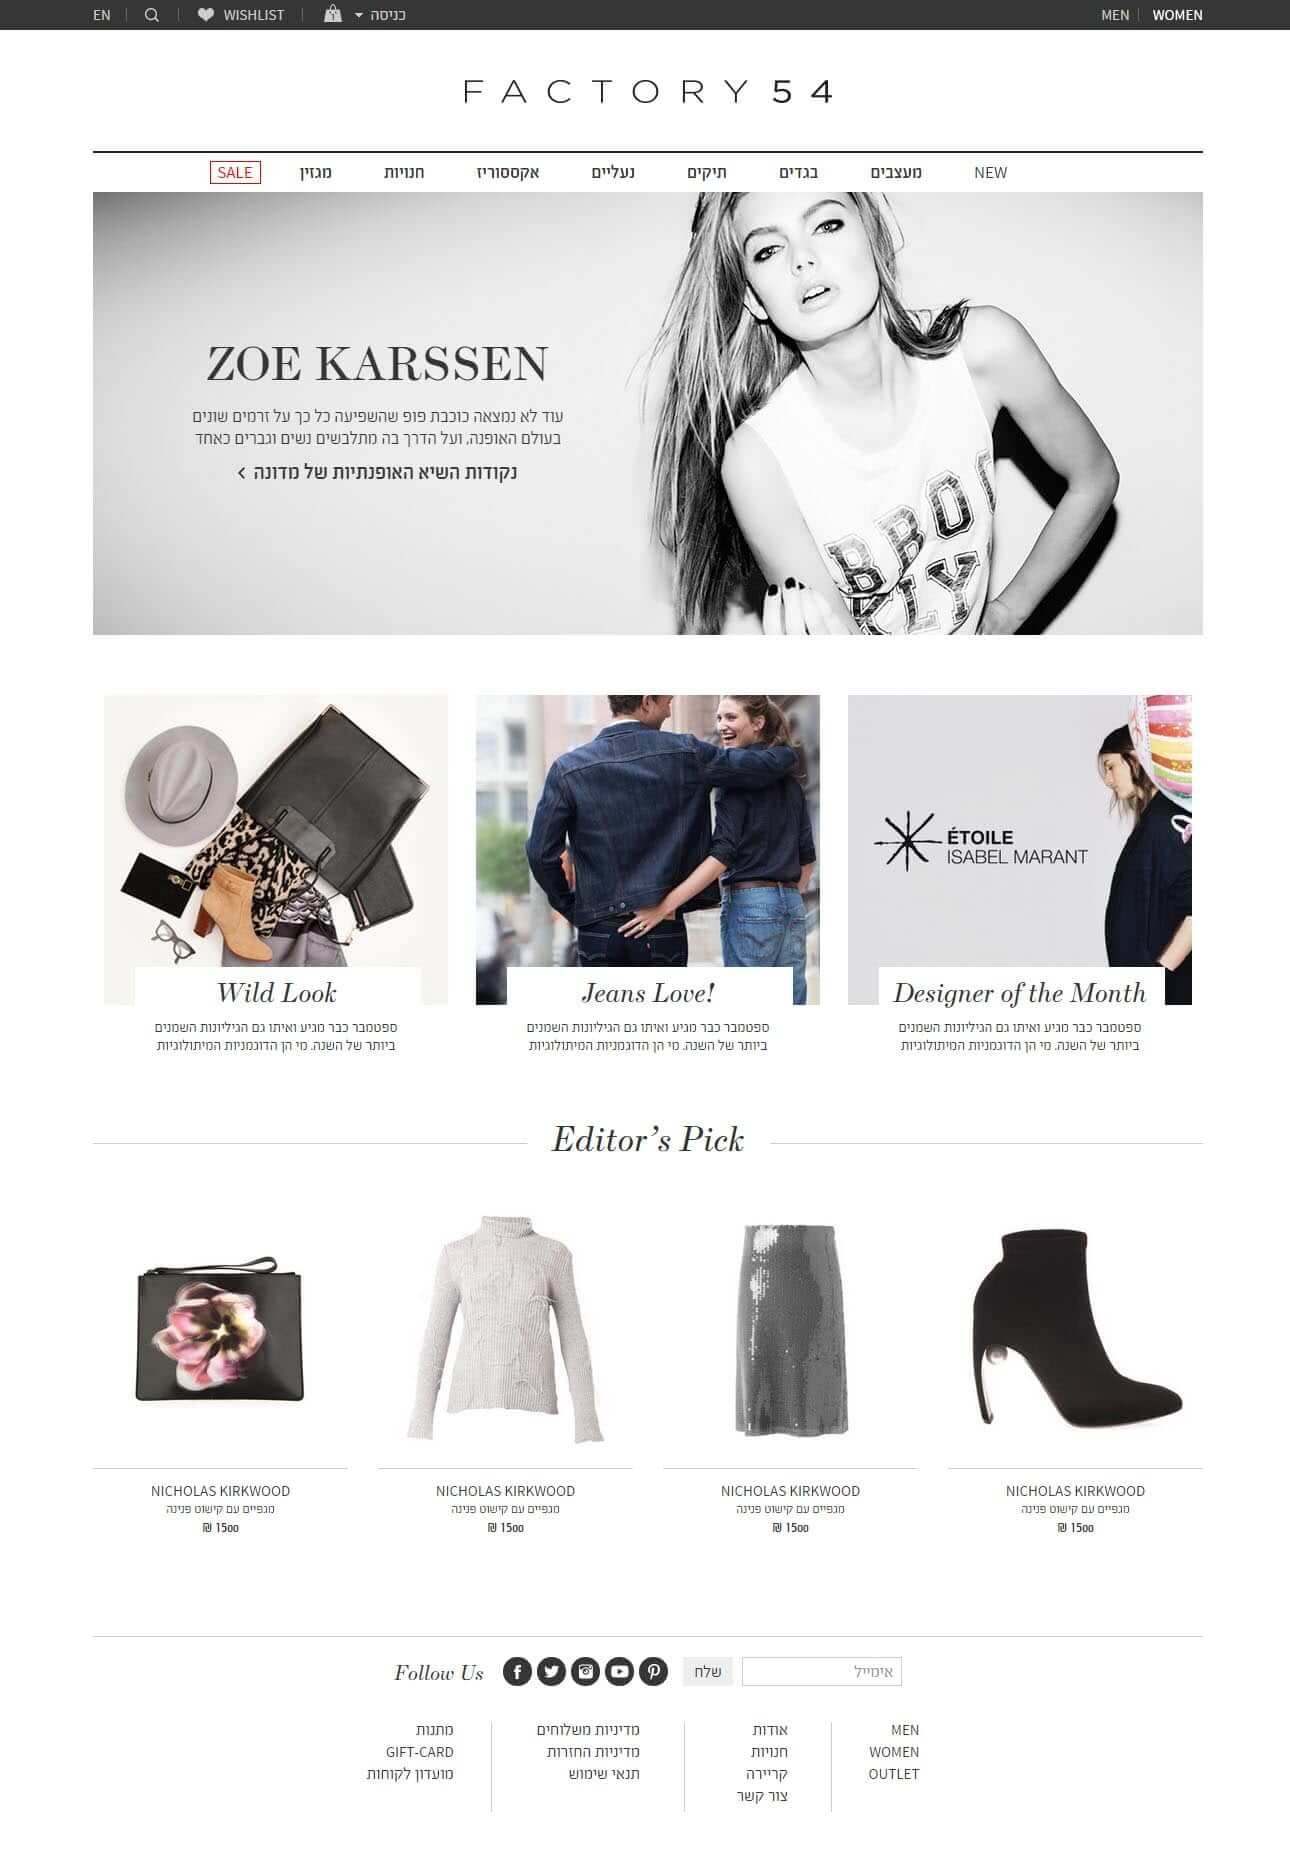 WOMEN
MEN
כניסה
1
WISHLIST
EN
FACTORY 54
NEW
מעצבים
בגדים
תיקים
נעליים
אקססוריז
חנויות
מגזין
SALE
ZOE KARSSEN
עוד לא נמצאה כוכבת פופ שהשפיעה כל כך על זרמים שונים
בעולם האופנה, ועל הדרך בה מתלבשים נשים וגברים כאחד
נקודות השיא האופנתיות של מדונה >
BROO
KLY
ÉTOILE
ISABEL MARANT
Designer of the Month
ספטמבר כבר מגיע ואיתו גם הגיליונות השמנים
ביותר של השנה. מי הן הדוגמניות המיתולוגיות
Jeans Love!
ספטמבר כבר מגיע ואיתו גם הגיליונות השמנים
ביותר של השנה. מי הן הדוגמניות המיתולוגיות
Wild Look
ספטמבר כבר מגיע ואיתו גם הגיליונות השמנים
ביותר של השנה. מי הן הדוגמניות המיתולוגיות
Editor's Pick
NICHOLAS KIRKWOOD
מגפיים עם קישוט פנינה
1500 ₪
NICHOLAS KIRKWOOD
מגפיים עם קישוט פנינה
1500 ₪
NICHOLAS KIRKWOOD
מגפיים עם קישוט פנינה
1500 ₪
NICHOLAS KIRKWOOD
מגפיים עם קישוט פנינה
1500 ₪
אימייל
שלח
Follow Us
MEN
WOMEN
OUTLET
אודות
חנויות
קריירה
צור קשר
מדיניות משלוחים
מדיניות החזרות
תנאי שימוש
מתנות
GIFT-CARD
מועדון לקוחות